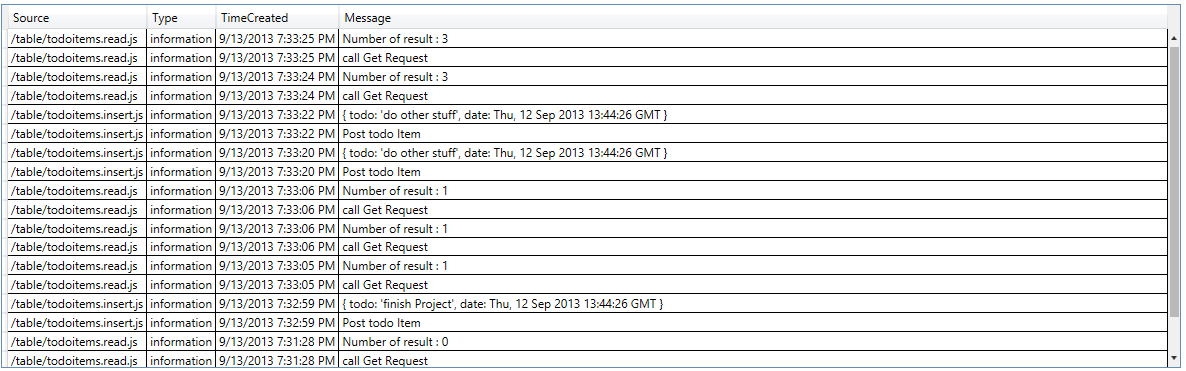 Source Type TimeCreated Message
/table/todoitems.read.js information 9/13/2013 7:33:25 PM Number of result : 3
/table/todoitems.read.js information 9/13/2013 7:33:25 PM call Get Request
/table/todoitems.read.js information 9/13/2013 7:33:24 PM Number of result : 3
/table/todoitems.read.js information 9/13/2013 7:33:24 PM call Get Request
/table/todoitems.insert.js information 9/13/2013 7:33:22 PM { todo: 'do other stuff', date: Thu, 12 Sep 2013 13:44:26 GMT }
/table/todoitems.insert.js information 9/13/2013 7:33:22 PM Post todo Item
/table/todoitems.insert.js information 9/13/2013 7:33:20 PM { todo: 'do other stuff', date: Thu, 12 Sep 2013 13:44:26 GMT }
/table/todoitems.insert.js information 9/13/2013 7:33:20 PM Post todo Item
/table/todoitems.read.js information 9/13/2013 7:33:06 PM Number of result : 1
/table/todoitems.read.js information 9/13/2013 7:33:06 PM call Get Request
/table/todoitems.read.js information 9/13/2013 7:33:06 PM Number of result : 1
/table/todoitems.read.js information 9/13/2013 7:33:06 PM call Get Request
/table/todoitems.read.js information 9/13/2013 7:33:05 PM Number of result : 1
/table/todoitems.read.js information 9/13/2013 7:33:05 PM call Get Request
/table/todoitems.insert.js information 9/13/2013 7:32:59 PM { todo: 'finish Project', date: Thu, 12 Sep 2013 13:44:26 GMT }
/table/todoitems.insert.js information 9/13/2013 7:32:59 PM Post todo Item
/table/todoitems.read.js information 9/13/2013 7:31:28 PM Number of result : 0
/table/todoitems.read.js information 9/13/2013 7:31:28 PM call Get Request